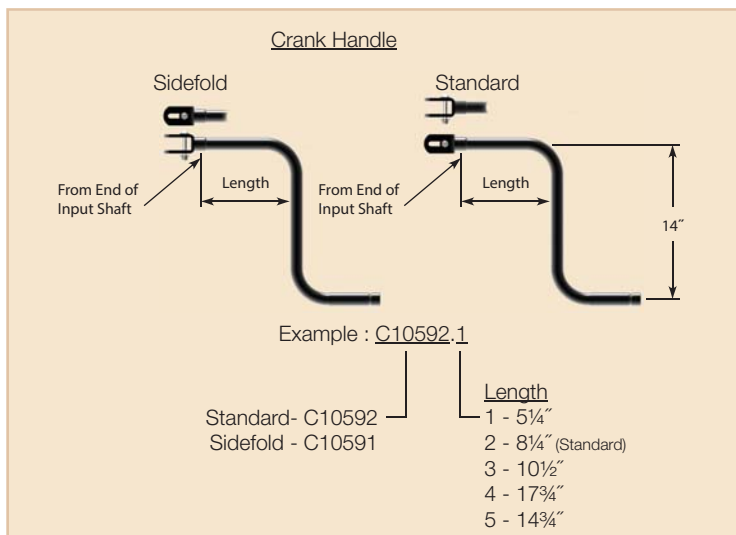 Crank Handle
Sidefold
Standard
From End of
Input Shaft
Length
From End of
Input Shaft
Length
14˝
Example : C10592.1
Standard- C10592
Sidefold - C10591
Length
1 - 5¼˝
2 - 8¼˝ (Standard)
3 - 10½˝
4 - 17¾˝
5 - 14¾˝